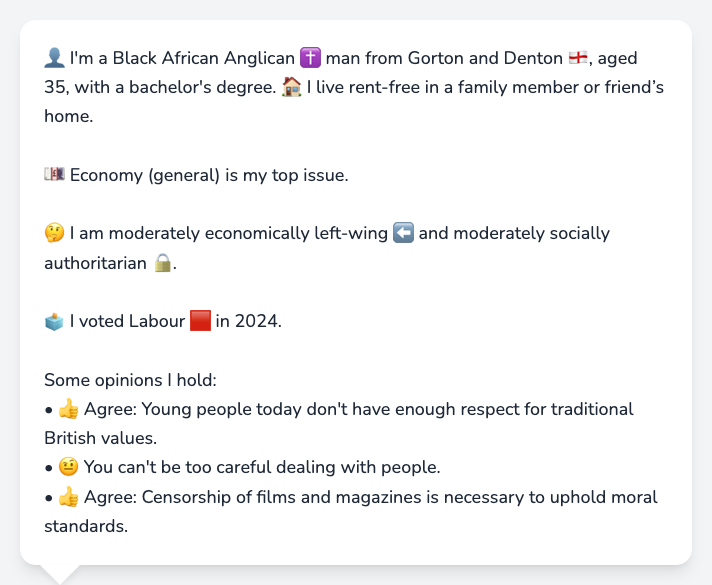 👤 I'm a Black African Anglican ✝️ man from Gorton and Denton 🏴󠁧󠁢󠁥󠁮󠁧󠁿, aged
35, with a bachelor's degree. 🏠 I live rent-free in a family member or friend’s
home.
💷 Economy (general) is my top issue.
🤔 I am moderately economically left-wing ⬅️ and moderately socially
authoritarian 🔒.
🗳️ I voted Labour 🟥 in 2024.
Some opinions I hold:
• 👍 Agree: Young people today don't have enough respect for traditional
British values.
• 🤨 You can't be too careful dealing with people.
• 👍 Agree: Censorship of films and magazines is necessary to uphold moral
standards.